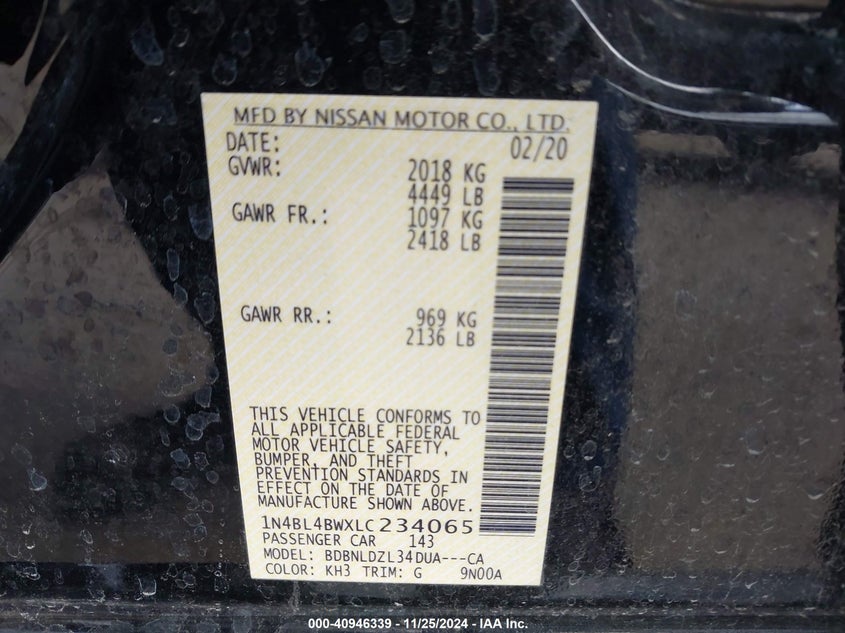 MFD BY NISSAN MOTOR CO., LTD.
DATE: 02/20
GVWR: 2018 KG
4449 LB
GAWR FR.: 1097 KG
2418 LB
GAWR RR.: 969 KG
2136 LB
THIS VEHICLE CONFORMS TO
ALL APPLICABLE FEDERAL
MOTOR VEHICLE SAFETY,
BUMPER, AND THEFT
PREVENTION STANDARDS IN
EFFECT ON THE DATE OF
MANUFACTURE SHOWN ABOVE.
1N4BL4BWXLC234065
PASSENGER CAR 143
MODEL: BDBNLDZL34DUA---CA
COLOR: KH3 TRIM: G 9N00A
000-40946339 - 11/25/2024 - IAA Inc.